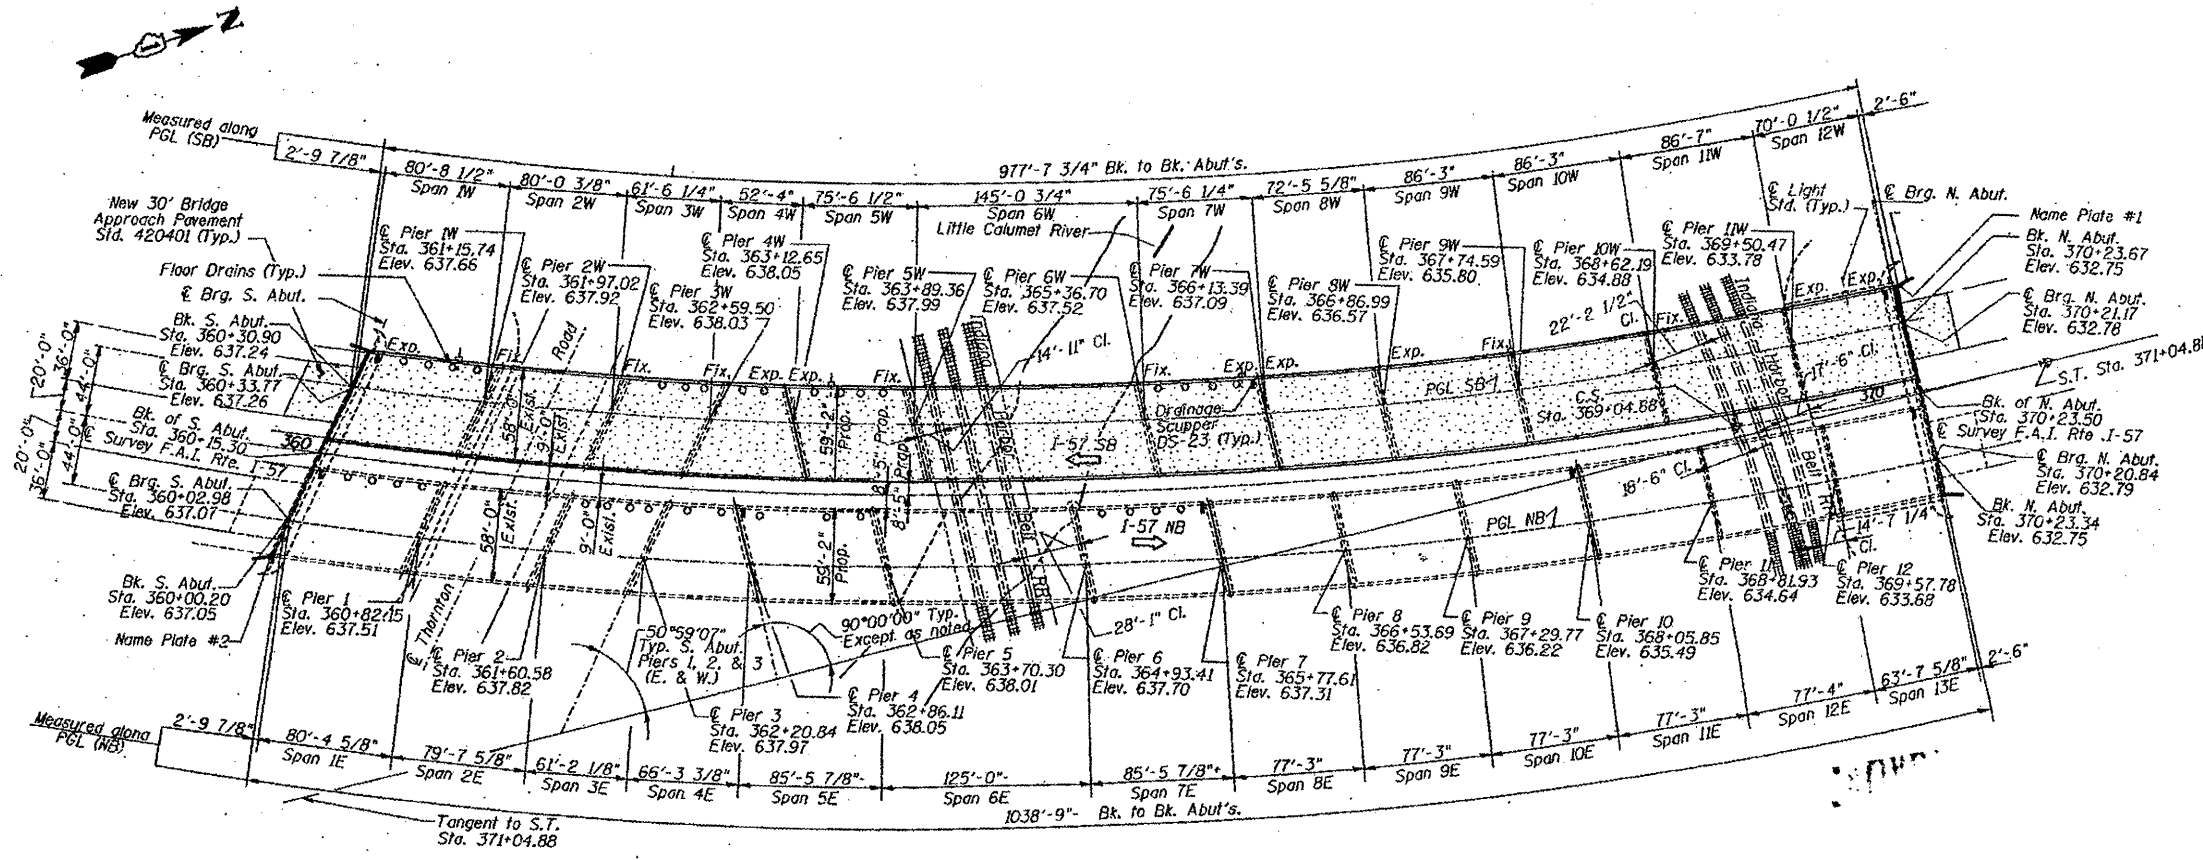 N
Measured along
PGL (SB)
2'-9 7/8"
977'-7 3/4" Bk. to Bk. Abut's.
80'-8 1/2"
Span 1W
80'-0 3/8"
Span 2W
61'-6 1/4"
Span 3W
52'-4"
Span 4W
75'-6 1/2"
Span 5W
145'-0 3/4"
Span 6W
75'-6 1/4"
Span 7W
72'-5 5/8"
Span 8W
86'-3"
Span 9W
86'-3"
Span 10W
86'-7"
Span 11W
70'-0 1/2"
Span 12W
2'-6"
Little Calumet River
New 30' Bridge
Approach Pavement
Std. 420401 (Typ.)
Floor Drains (Typ.)
℄ Brg. S. Abut.
Bk. S. Abut.
Sta. 360+30.90
Elev. 637.24
℄ Brg. S. Abut.
Sta. 360+33.77
Elev. 637.26
Bk. of S. Abut.
Sta. 360+15.30
℄ Survey F.A.I. Rte. I-57
℄ Brg. S. Abut.
Sta. 360+02.98
Elev. 637.07
20'-0"
36'-0"
44'-0"
20'-0"
36'-0"
44'-0"
℄ Pier 1W
Sta. 361+15.74
Elev. 637.66
℄ Pier 2W
Sta. 361+97.02
Elev. 637.92
℄ Pier 3W
Sta. 362+59.50
Elev. 638.03
℄ Pier 4W
Sta. 363+12.65
Elev. 638.05
℄ Pier 5W
Sta. 363+89.36
Elev. 637.99
℄ Pier 6W
Sta. 365+36.70
Elev. 637.52
℄ Pier 7W
Sta. 366+13.39
Elev. 637.09
℄ Pier 8W
Sta. 366+86.99
Elev. 636.57
℄ Pier 9W
Sta. 367+74.59
Elev. 635.80
℄ Pier 10W
Sta. 368+62.19
Elev. 634.88
℄ Pier 11W
Sta. 369+50.47
Elev. 633.78
℄ Light
Std. (Typ.)
℄ Brg. N. Abut.
Name Plate #1
Bk. N. Abut.
Sta. 370+23.67
Elev. 632.75
℄ Brg. N. Abut.
Sta. 370+21.17
Elev. 632.78
S.T. Sta. 371+04.88
Bk. of N. Abut.
Sta. 370+23.50
℄ Survey F.A.I. Rte. I-57
℄ Brg. N. Abut.
Sta. 370+20.84
Elev. 632.79
Bk. N. Abut.
Sta. 370+23.34
Elev. 632.75
Exp.
Fix.
Road
Fix.
Fix.
Exp.
Exp.
Fix.
14'-11" Cl.
Fix.
Exp.
Exp.
Exp.
Fix.
22'-2 1/2"
Cl.
Fix.
Exp.
Exp.
17'-6" Cl.
Indiana
Harbor
Belt
RR
Indiana
Harbor
Belt
RR
360
370
58'-0"
Exist.
9'-0"
Exist.
59'-2"
Prop.
8'-5" Prop.
8'-5" Prop.
Drainage
Scupper
DS-23 (Typ.)
I-57 SB
PGL SB1
C.S.
Sta. 369+04.88
58'-0"
Exist.
9'-0"
Exist.
59'-2"
Prop.
I-57 NB
PGL NB1
18'-6" Cl.
14'-7 1/4"
Cl.
Bk. S. Abut.
Sta. 360+00.20
Elev. 637.05
Name Plate #2
℄ Pier 1
Sta. 360+82.15
Elev. 637.51
℄ Thornton
℄ Pier 2
Sta. 361+60.58
Elev. 637.82
50°59'07"
Typ. S. Abut.
Piers 1, 2, & 3
(E. & W.)
90°00'00" Typ.
Except as noted
℄ Pier 3
Sta. 362+20.84
Elev. 637.97
℄ Pier 4
Sta. 362+86.11
Elev. 638.05
℄ Pier 5
Sta. 363+70.30
Elev. 638.01
28'-1" Cl.
℄ Pier 6
Sta. 364+93.41
Elev. 637.70
℄ Pier 7
Sta. 365+77.61
Elev. 637.31
℄ Pier 8
Sta. 366+53.69
Elev. 636.82
℄ Pier 9
Sta. 367+29.77
Elev. 636.22
℄ Pier 10
Sta. 368+05.85
Elev. 635.49
℄ Pier 11
Sta. 368+81.93
Elev. 634.64
℄ Pier 12
Sta. 369+57.78
Elev. 633.68
Measured along
PGL (NB)
2'-9 7/8"
80'-4 5/8"
Span 1E
79'-7 5/8"
Span 2E
61'-2 1/8"
Span 3E
66'-3 3/8"
Span 4E
85'-5 7/8"-
Span 5E
125'-0"-
Span 6E
85'-5 7/8"+
Span 7E
77'-3"
Span 8E
77'-3"
Span 9E
77'-3"
Span 10E
77'-3"
Span 11E
77'-4"
Span 12E
63'-7 5/8"
Span 13E
2'-6"
1038'-9"- Bk. to Bk. Abut's.
Tangent to S.T.
Sta. 371+04.88